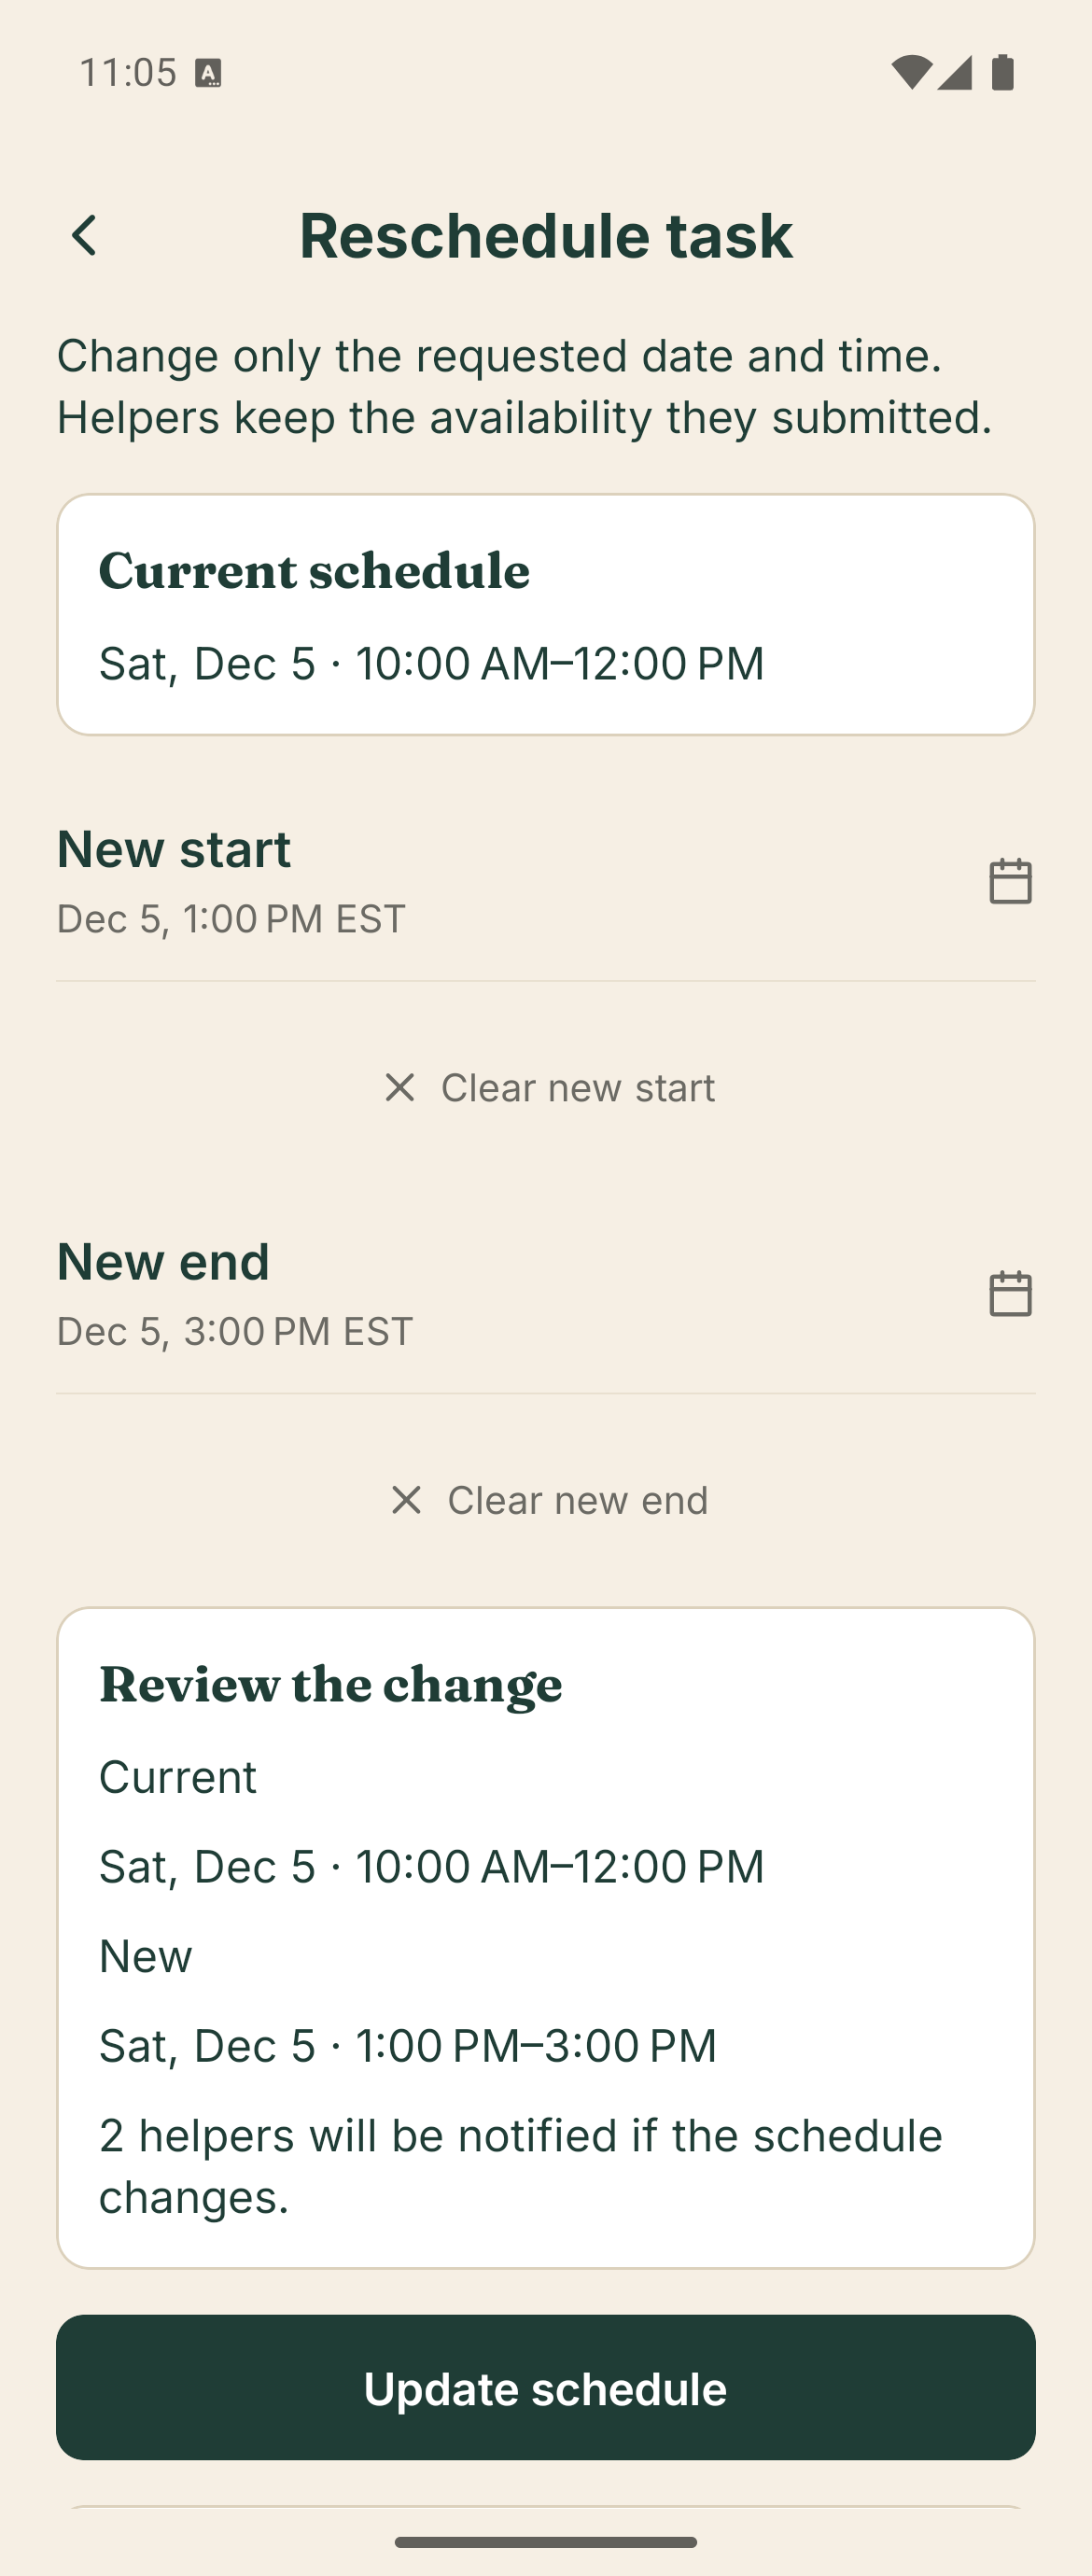 11:05
Reschedule task
Change only the requested date and time.
Helpers keep the availability they submitted.
Current schedule
Sat, Dec 5 · 10:00 AM–12:00 PM
New start
Dec 5, 1:00 PM EST
Clear new start
New end
Dec 5, 3:00 PM EST
Clear new end
Review the change
Current
Sat, Dec 5 · 10:00 AM–12:00 PM
New
Sat, Dec 5 · 1:00 PM–3:00 PM
2 helpers will be notified if the schedule
changes.
Update schedule